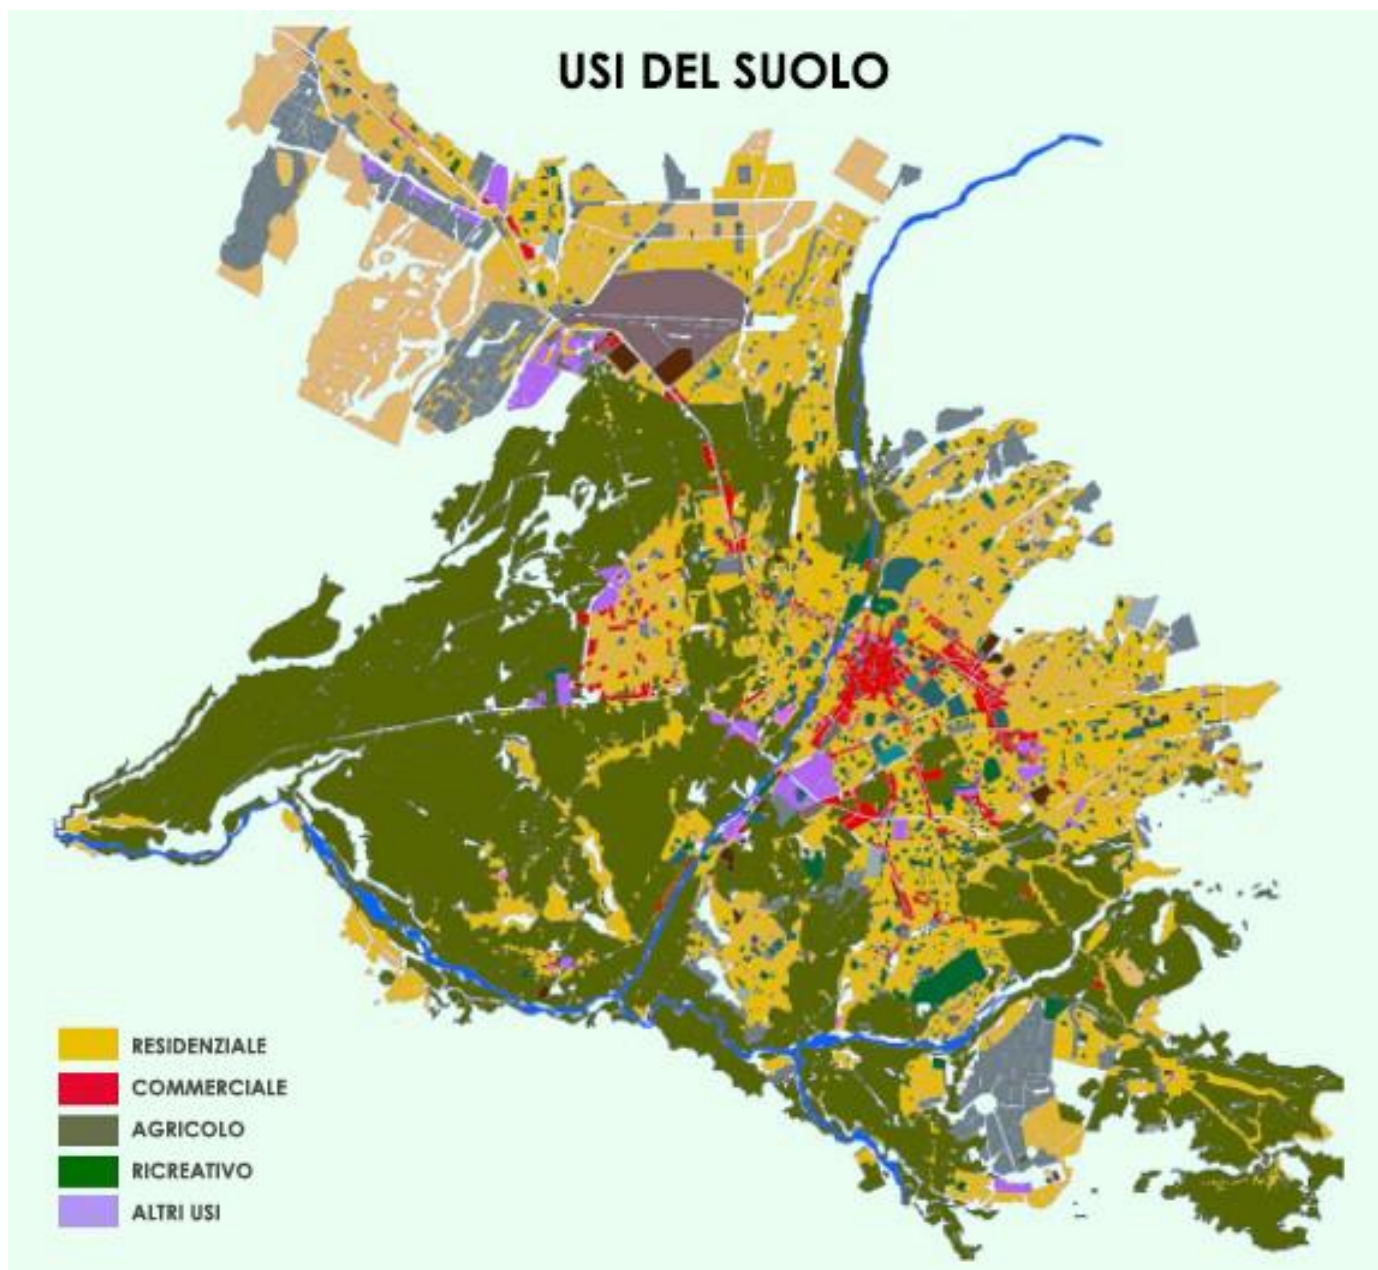 USI DEL SUOLO
RESIDENZIALE
COMMERCIALE
AGRICOLO
RICREATIVO
ALTRI USI